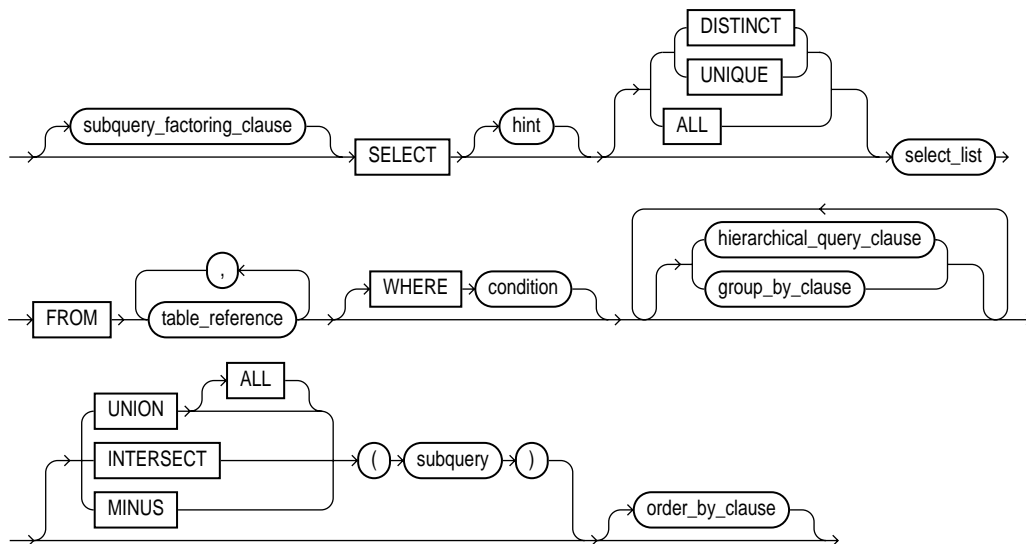 DISTINCT
UNIQUE
subquery_factoring_clause
hint
ALL
SELECT
select_list
,
hierarchical_query_clause
WHERE condition
group_by_clause
FROM
table_reference
ALL
UNION
INTERSECT
( subquery )
MINUS
order_by_clause